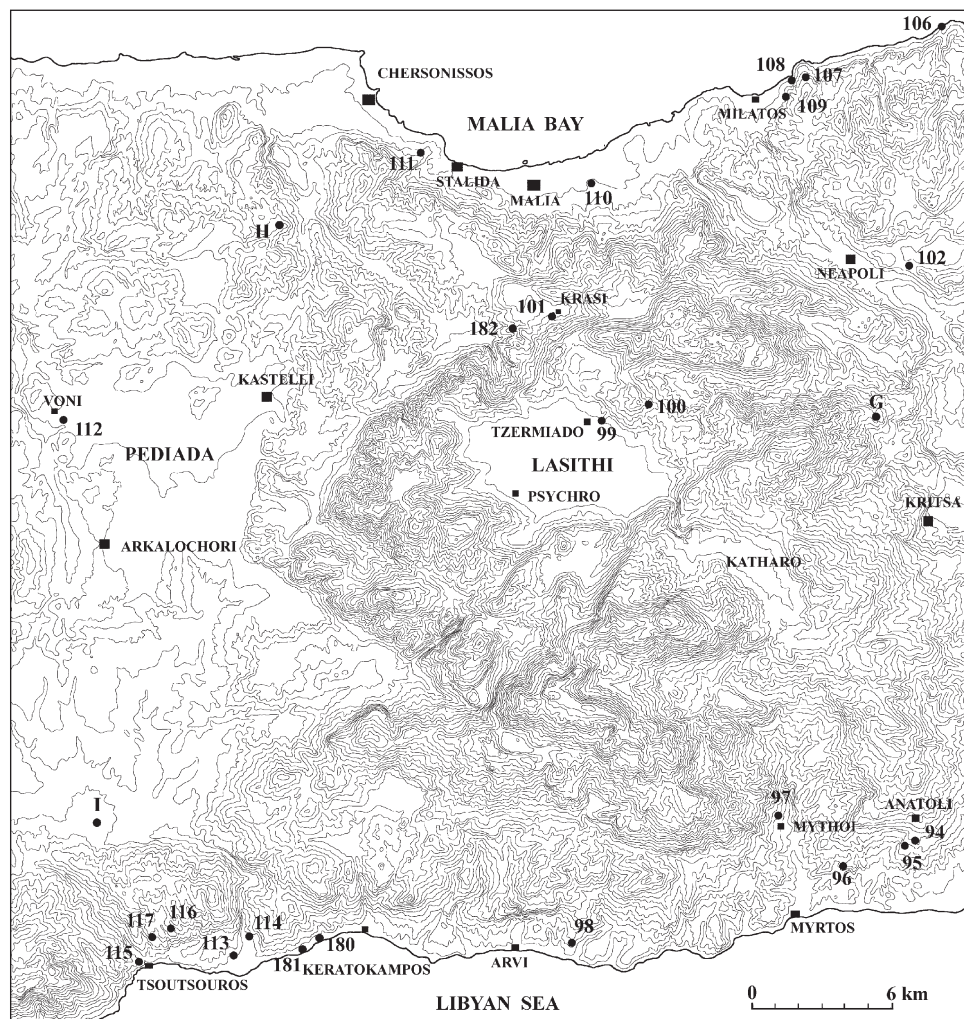 106
CHERSONISSOS
108
107
MILATOS
109
MALIA BAY
111
STALIDA
MALIA
110
H
102
NEAPOLI
101
KRASI
182
KASTELLI
VONI
112
100
G
TZERMIADO
99
PEDIADA
LASITHI
PSYCHRO
KRITSA
ARKALOCHORI
KATHARO
I
97
MYTHOI
ANATOLI
94
95
96
117
116
114
113
115
TSOUTSOUROS
181
180
KERATOKAMPOS
98
ARVI
MYRTOS
LIBYAN SEA
0 6 km